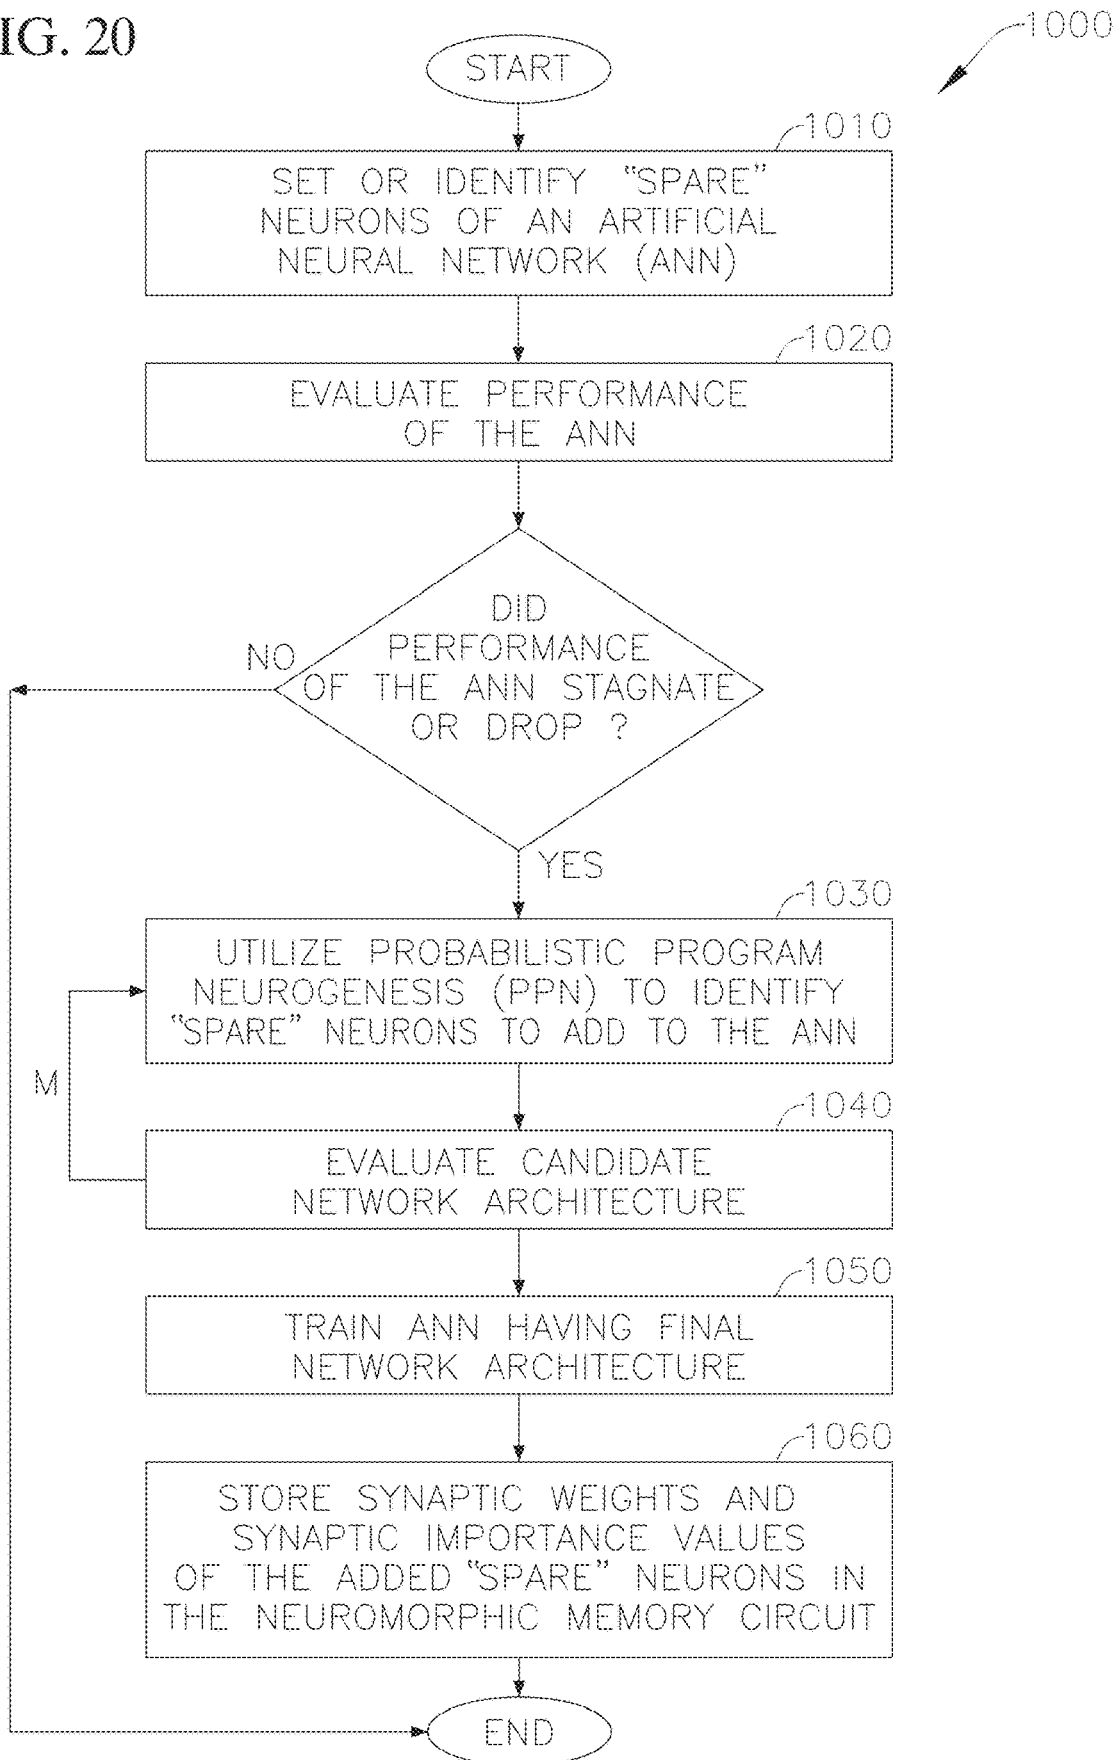 IG. 20
1000
START
1010
SET OR IDENTIFY “SPARE”
NEURONS OF AN ARTIFICIAL
NEURAL NETWORK (ANN)
1020
EVALUATE PERFORMANCE
OF THE ANN
DID
PERFORMANCE
OF THE ANN STAGNATE
OR DROP ?
NO
YES
1030
UTILIZE PROBABILISTIC PROGRAM
NEUROGENESIS (PPN) TO IDENTIFY
“SPARE” NEURONS TO ADD TO THE ANN
M
1040
EVALUATE CANDIDATE
NETWORK ARCHITECTURE
1050
TRAIN ANN HAVING FINAL
NETWORK ARCHITECTURE
1060
STORE SYNAPTIC WEIGHTS AND
SYNAPTIC IMPORTANCE VALUES
OF THE ADDED “SPARE” NEURONS IN
THE NEUROMORPHIC MEMORY CIRCUIT
END